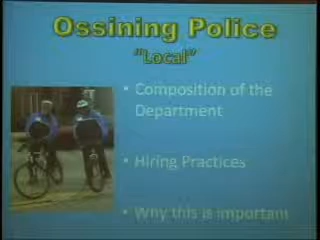 Ossining Police
"Local"
• Composition of the
Department
• Hiring Practices
• Why this is important